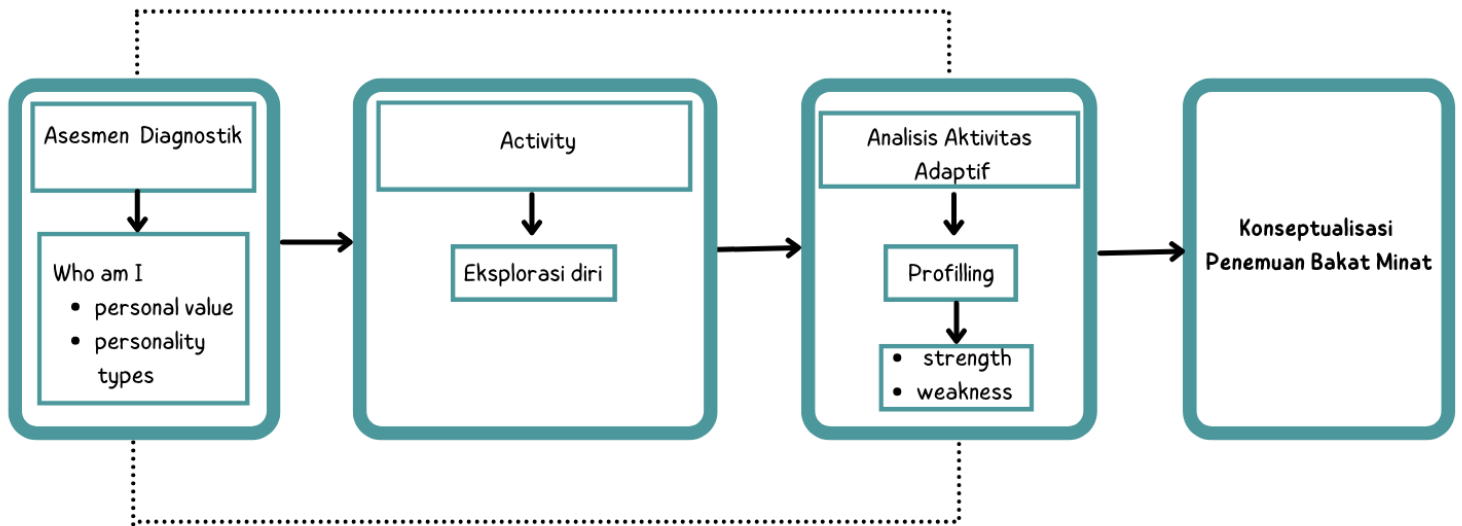 Asesmen Diagnostik
Who am I
• personal value
• personality
types
Activity
Eksplorasi diri
Analisis Aktivitas
Adaptif
Profilling
• strength
• weakness
Konseptualisasi
Penemuan Bakat Minat